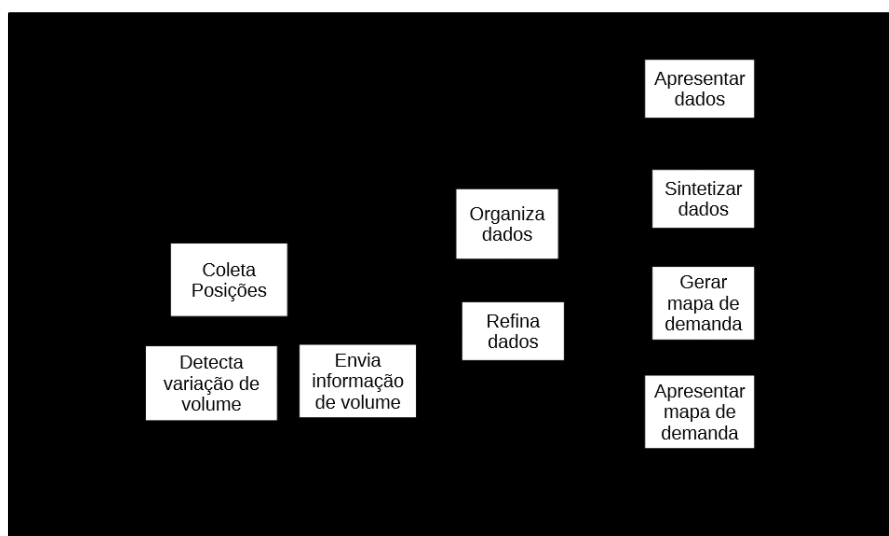 Apresentar
dados
Sintetizar
dados
Organiza
dados
Coleta
Posições
Gerar
mapa de
demanda
Refina
dados
Detecta
variação de
volume
Envia
informação
de volume
Apresentar
mapa de
demanda